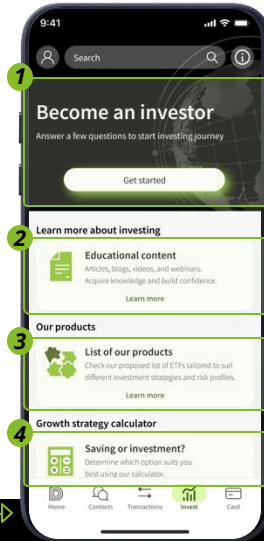 9:41
Search
1
Become an investor
Answer a few questions to start investing journey
Get started
Learn more about investing
2
Educational content
Articles, blogs, videos, and webinars.
Acquire knowledge and build confidence.
Learn more
Our products
3
List of our products
Check our proposed list of ETFs tailored to suit
different investment strategies and risk profiles.
Learn more
Growth strategy calculator
4
Saving or investment?
Determine which option suits you
best using our calculator.
Home Contacts Transactions Invest Card